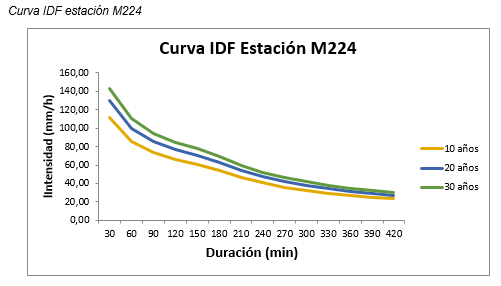 Curva IDF estación M224
Curva IDF Estación M224
Intensidad (mm/h)
160,00
140,00
120,00
100,00
80,00
60,00
40,00
20,00
0,00
10 años
20 años
30 años
30 60 90 120 150 180 210 240 270 300 330 360 390 420
Duración (min)